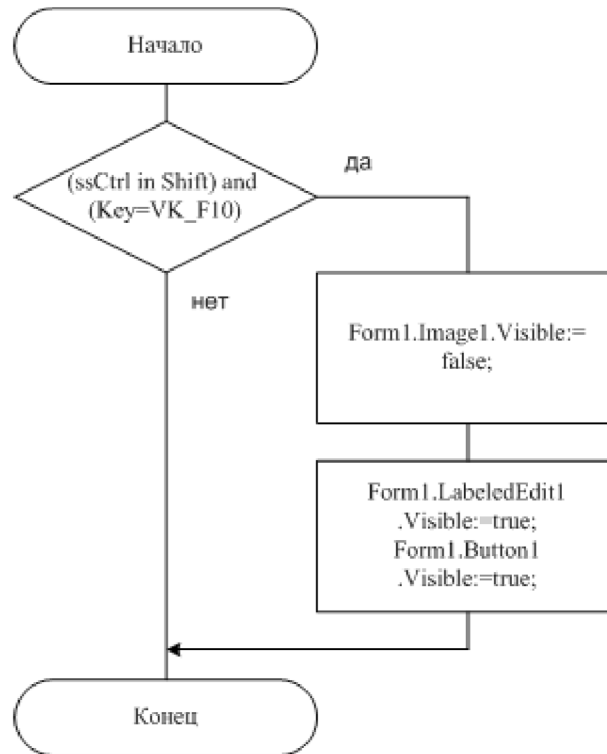 Начало
(ssCtrl in Shift) and
(Key=VK_F10)
да
нет
Form1.Image1.Visible:=
false;
Form1.LabeledEdit1
.Visible:=true;
Form1.Button1
.Visible:=true;
Конец